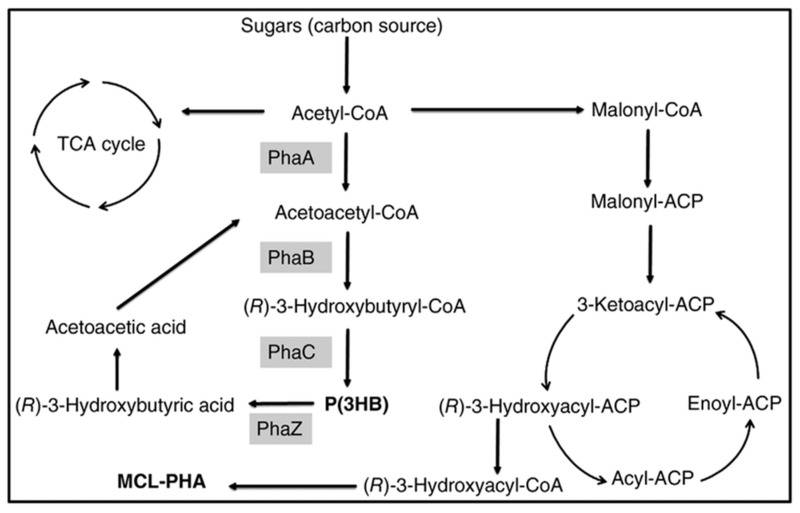 Sugars (carbon source)
Acetyl-CoA
Malonyl-CoA
TCA cycle
PhaA
Malonyl-ACP
Acetoacetyl-CoA
PhaB
(R)-3-Hydroxybutyryl-CoA
3-Ketoacyl-ACP
Acetoacetic acid
PhaC
(R)-3-Hydroxybutyric acid
P(3HB)
(R)-3-Hydroxyacyl-ACP
Enoyl-ACP
PhaZ
MCL-PHA
(R)-3-Hydroxyacyl-CoA
Acyl-ACP